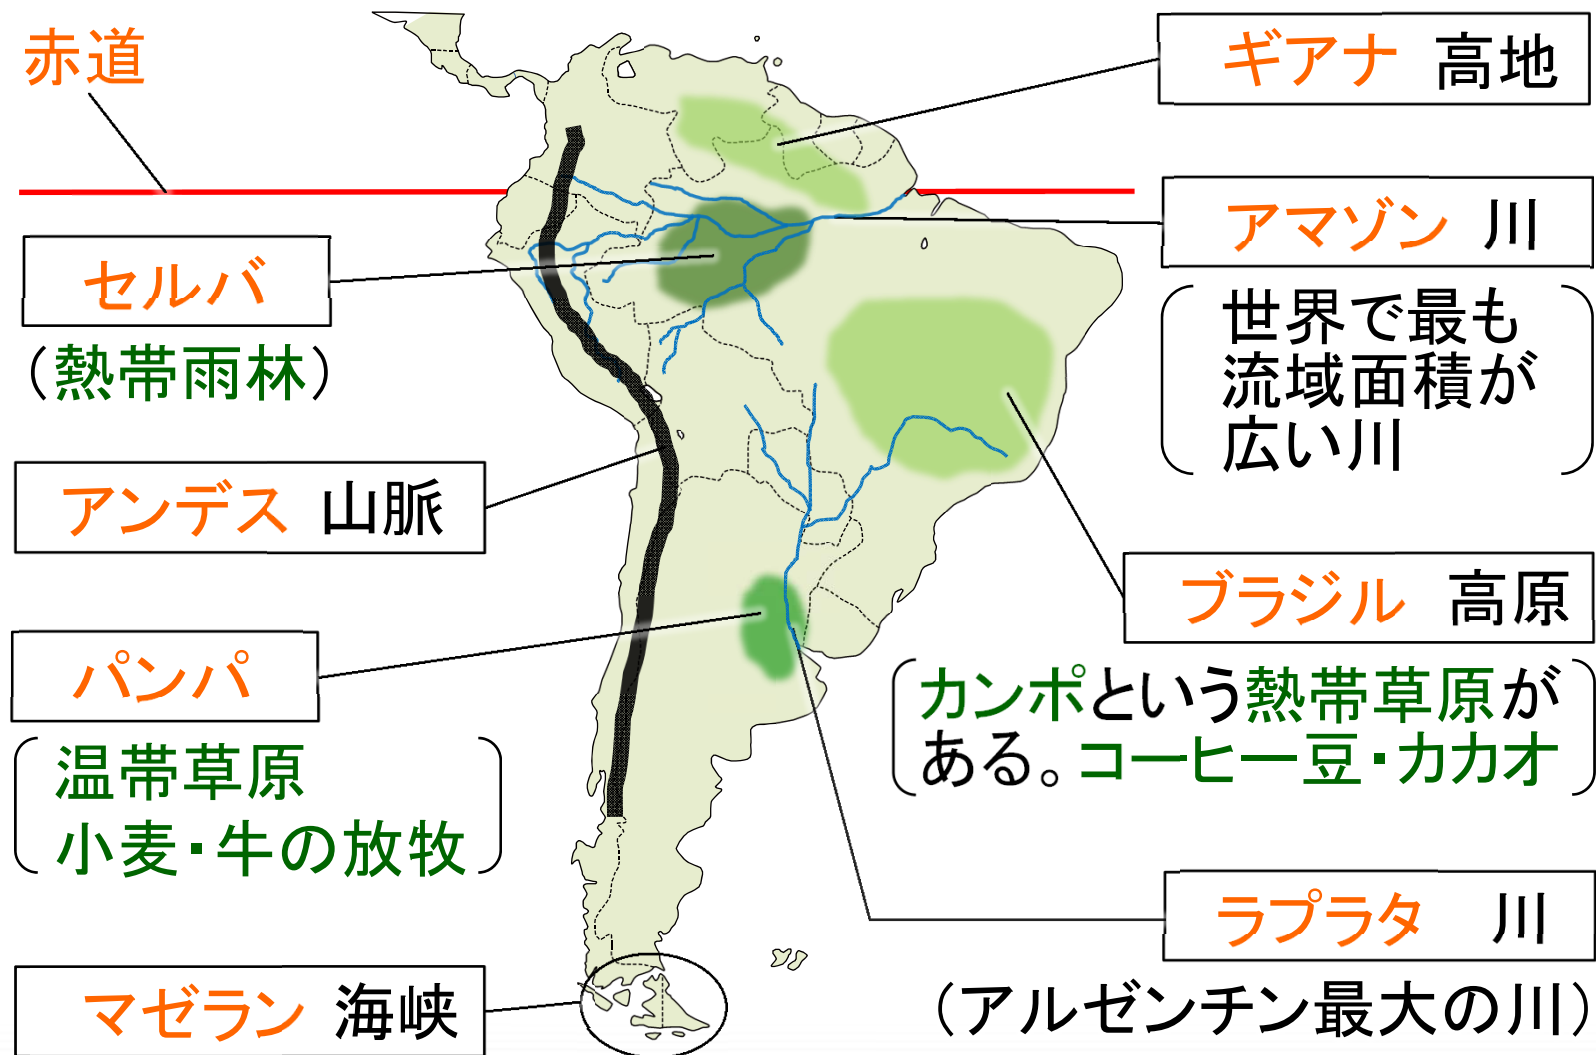 赤道
ギアナ 高地
アマゾン 川
世界で最も
流域面積が
広い川
セルバ
(熱帯雨林)
アンデス 山脈
ブラジル 高原
カンポという熱帯草原が
ある。コーヒー豆・カカオ
パンパ
温帯草原
小麦・牛の放牧
ラプラタ 川
(アルゼンチン最大の川)
マゼラン 海峡